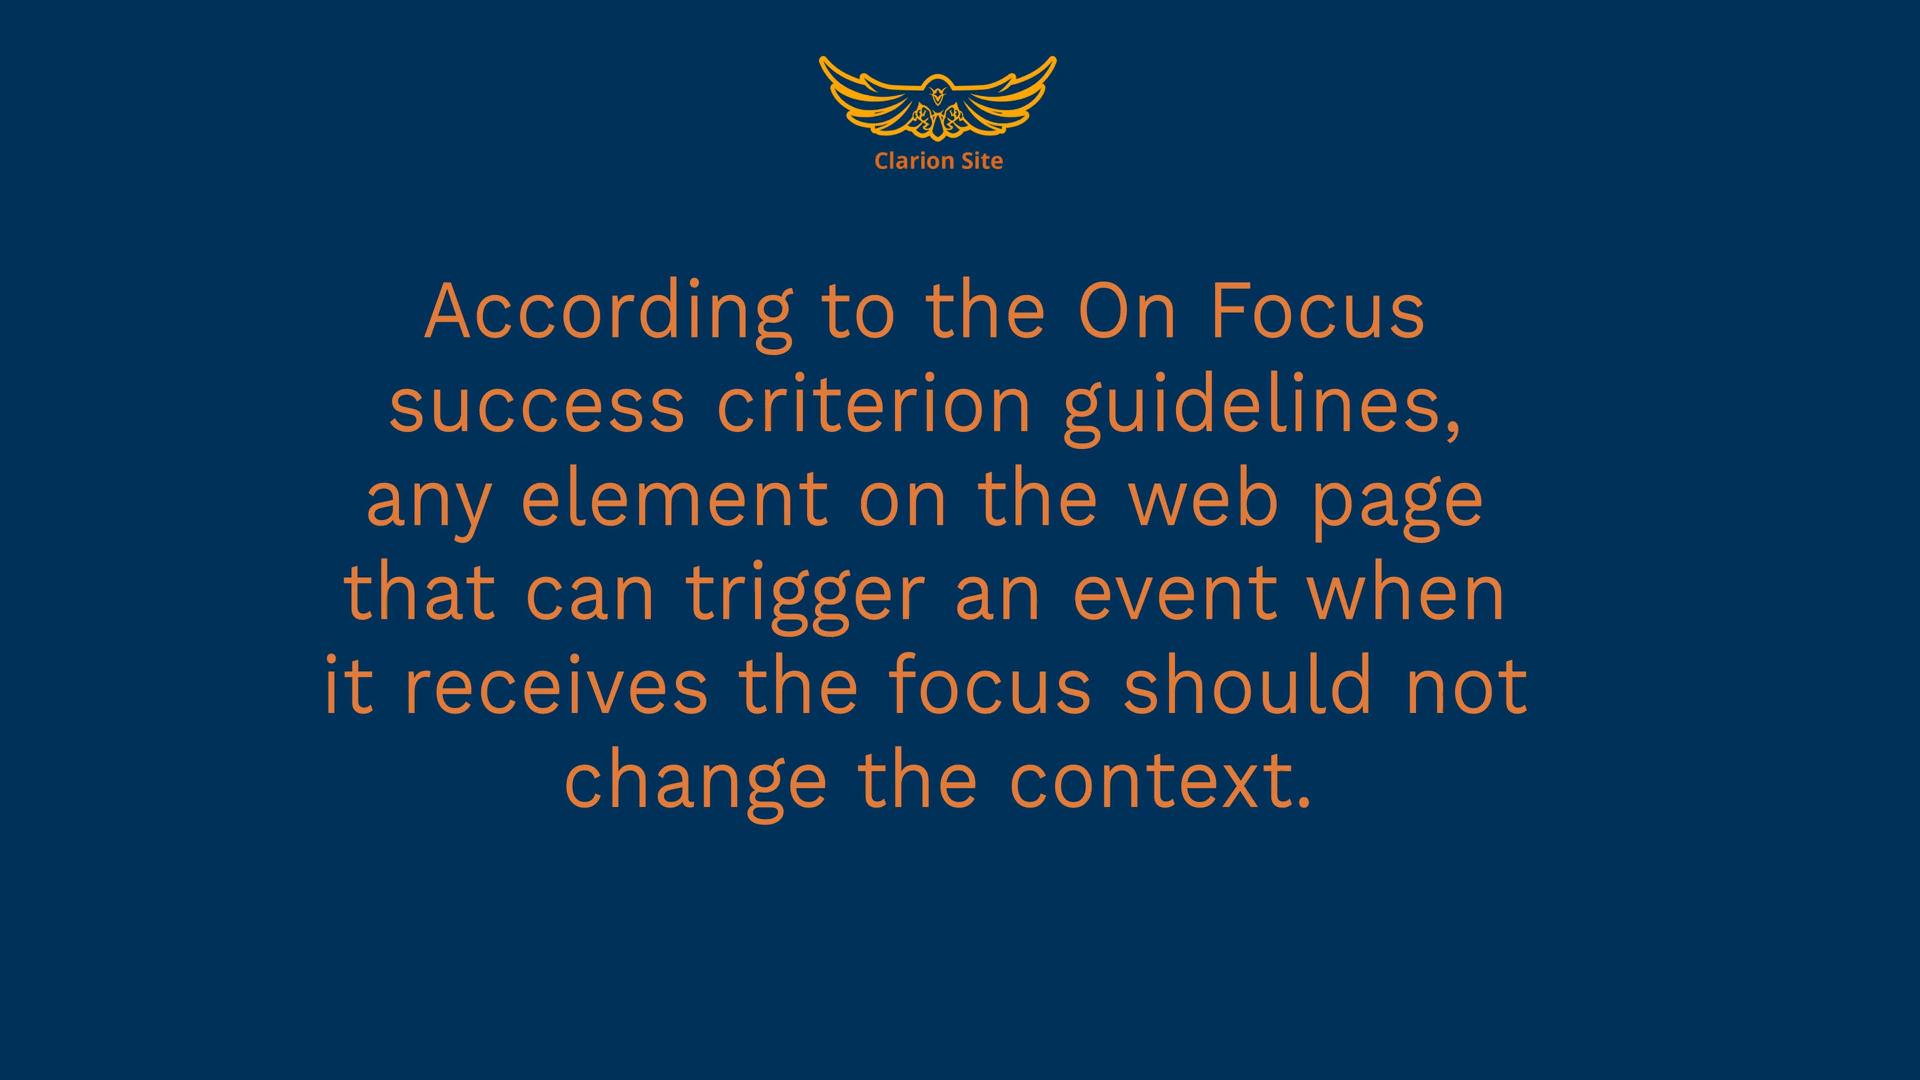 Clarion Site
According to the On Focus
success criterion guidelines,
any element on the web page
that can trigger an event when
it receives the focus should not
change the context.